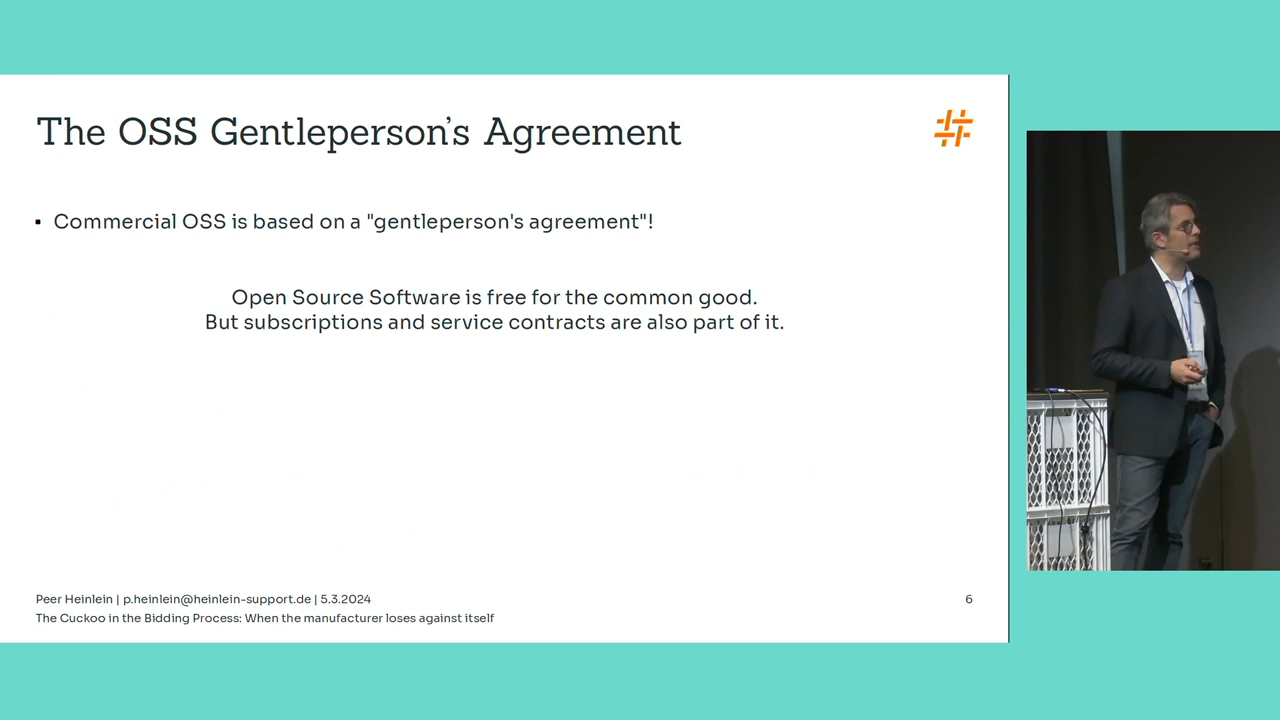 The OSS Gentleperson’s Agreement
▪ Commercial OSS is based on a "gentleperson's agreement"!
Open Source Software is free for the common good.
But subscriptions and service contracts are also part of it.
Peer Heinlein | p.heinlein@heinlein-support.de | 5.3.2024
6
The Cuckoo in the Bidding Process: When the manufacturer loses against itself